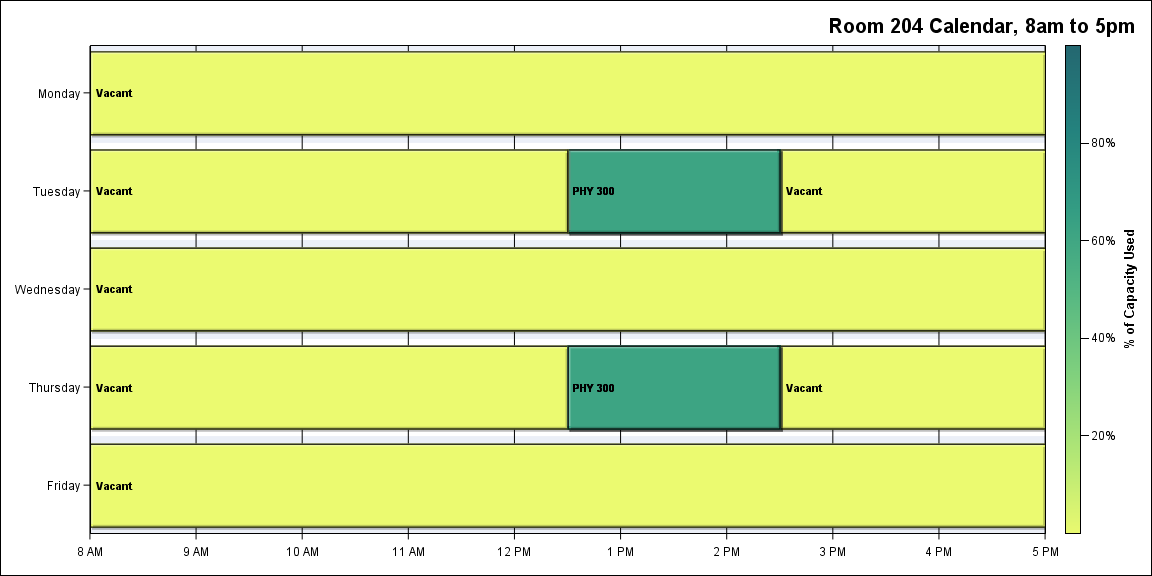 Room 204 Calendar, 8am to 5pm
Monday
Vacant
Tuesday
Vacant
PHY 300
Vacant
Wednesday
Vacant
Thursday
Vacant
PHY 300
Vacant
Friday
Vacant
8 AM
9 AM
10 AM
11 AM
12 PM
1 PM
2 PM
3 PM
4 PM
5 PM
80%
60%
40%
20%
% of Capacity Used